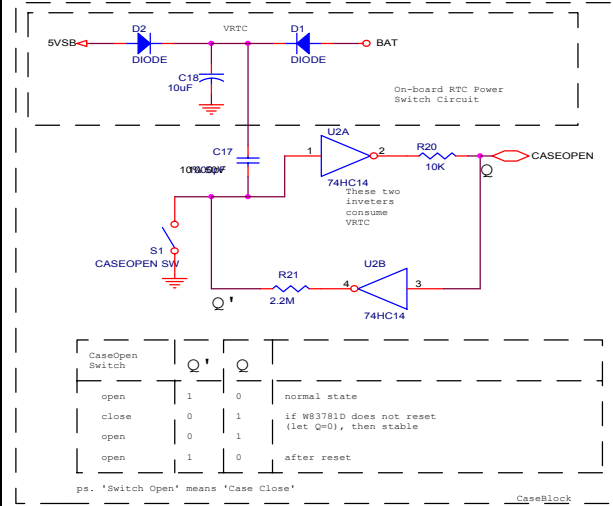 D2 VRTC D1
5VSB BAT
DIODE DIODE
C18
10uF
On-board RTC Power
Switch Circuit
U2A
C17 1 2 R20
CASEOPEN
10K Q
74HC14
These two
inveters
consume
VRTC
S1
CASEOPEN SW
R21 U2B
4 3
2.2M
Q'
74HC14
CaseOpen
Switch Q' Q
open 1 0 normal state
close 0 1 if W83781D does not reset
(let Q=0), then stable
open 0 1
open 1 0 after reset
ps. 'Switch Open' means 'Case Close'
CaseBlock